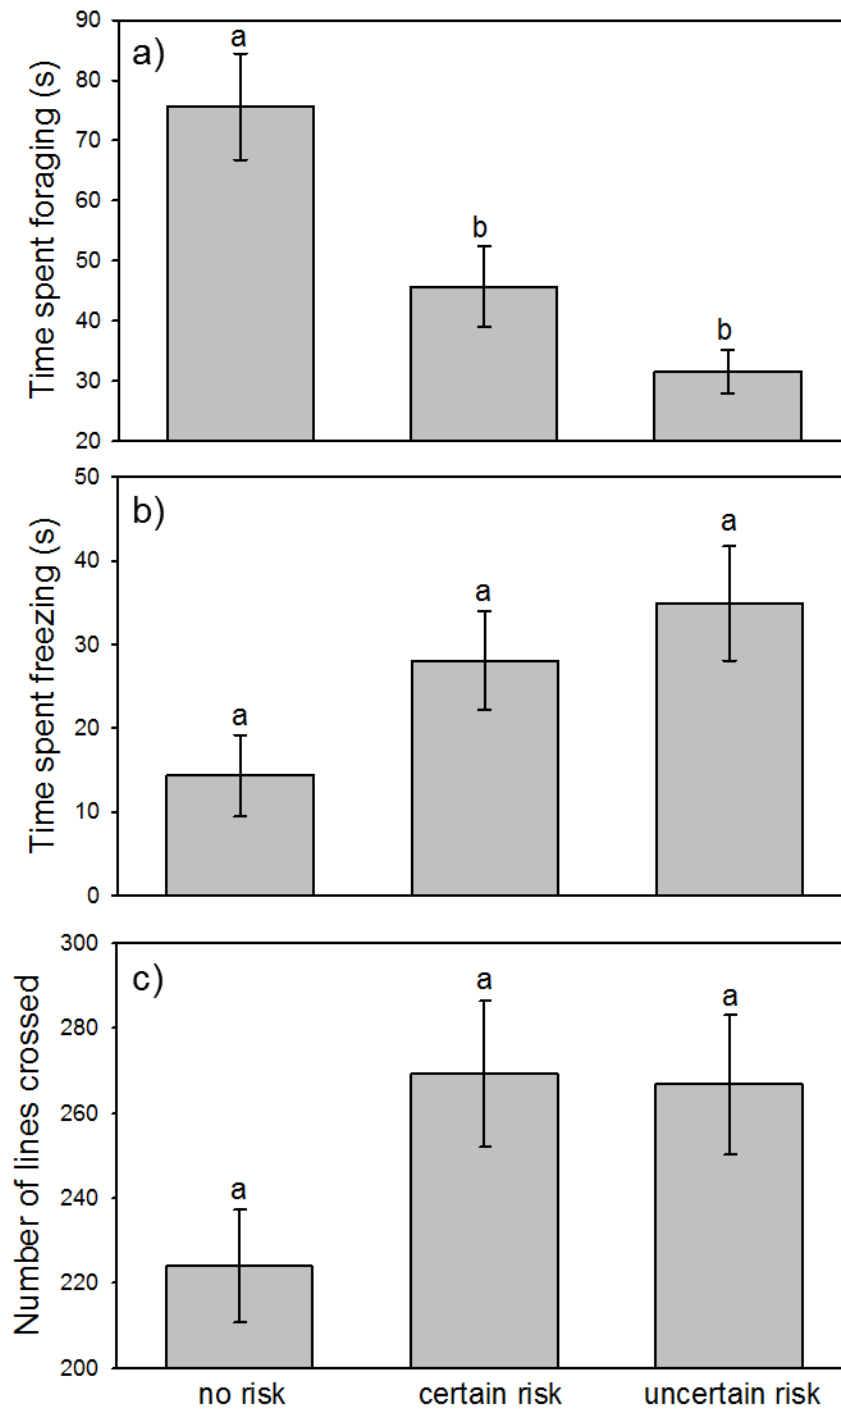 a)
Time spent foraging (s)
90
80
70
60
50
40
30
20
a
b
b
b)
Time spent freezing (s)
50
40
30
20
10
0
a
a
a
c)
Number of lines crossed
300
280
260
240
220
200
a
a
a
no risk certain risk uncertain risk